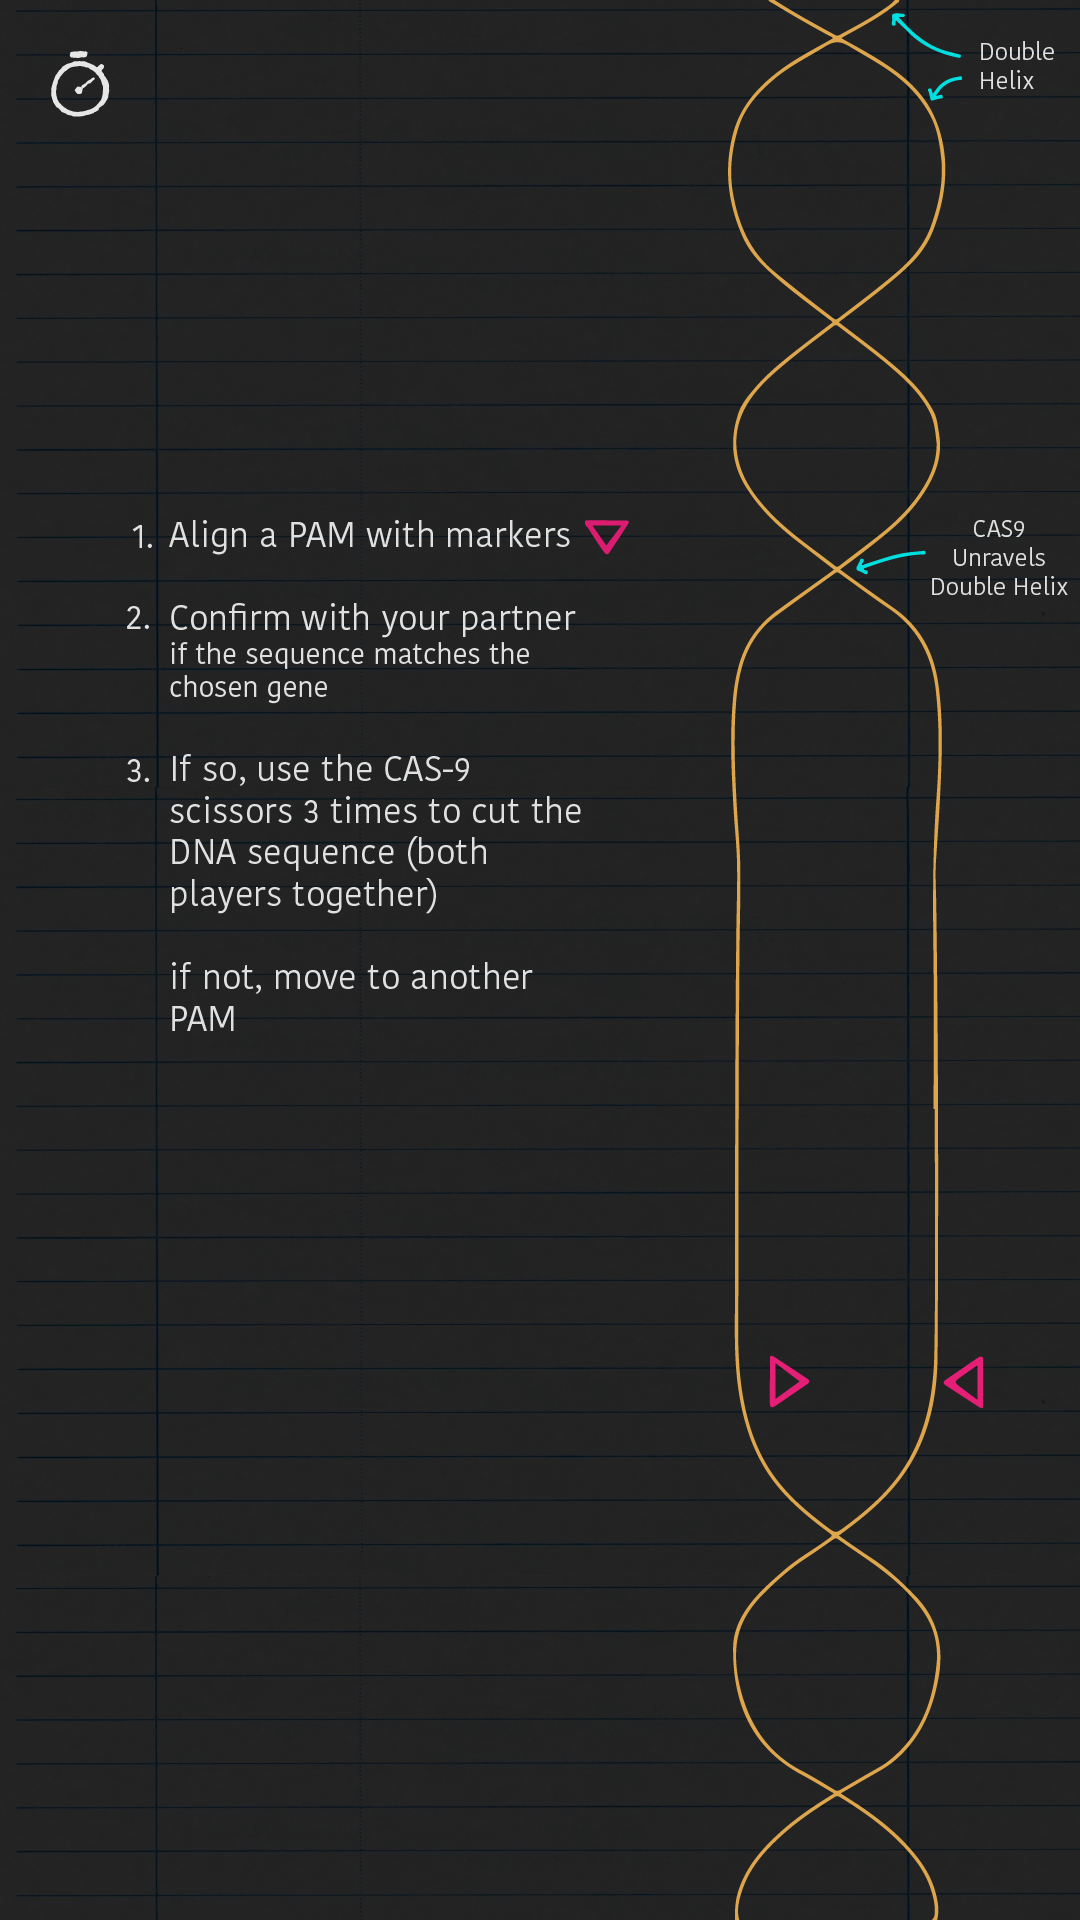 Double
Helix
1. Align a PAM with markers
CAS9
Unravels
Double Helix
2. Confirm with your partner
if the sequence matches the
chosen gene
3. If so, use the CAS-9
scissors 3 times to cut the
DNA sequence (both
players together)
if not, move to another
PAM